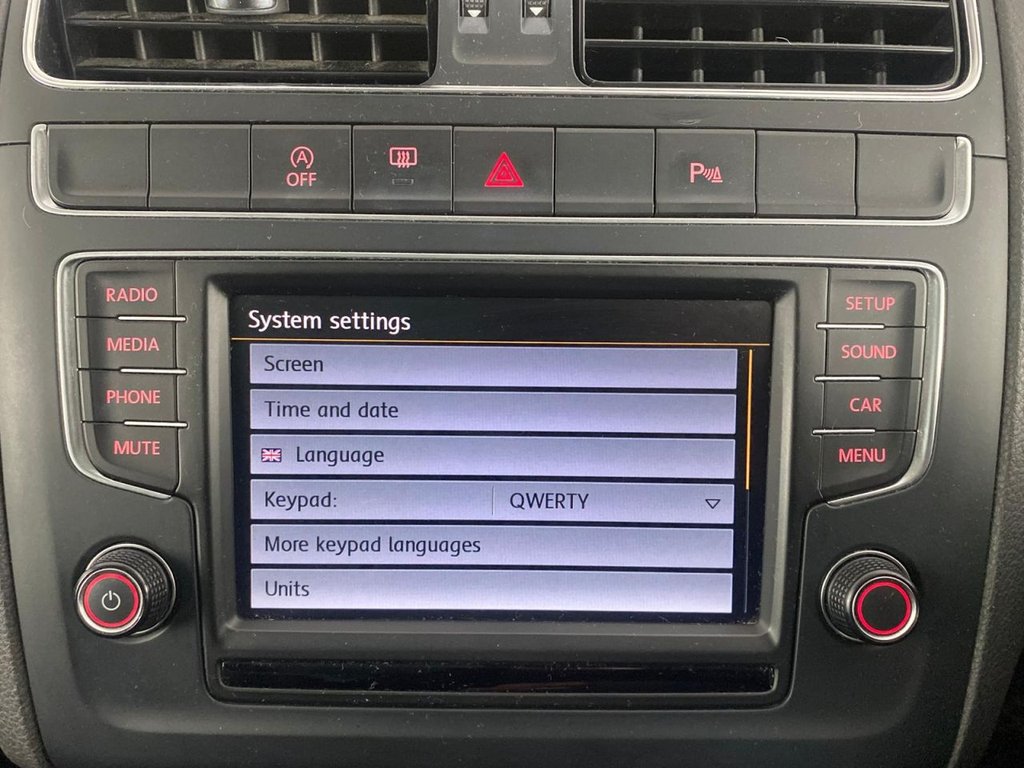 A
OFF
P
RADIO
MEDIA
PHONE
MUTE
System settings
Screen
Time and date
Language
Keypad: QWERTY
More keypad languages
Units
SETUP
SOUND
CAR
MENU